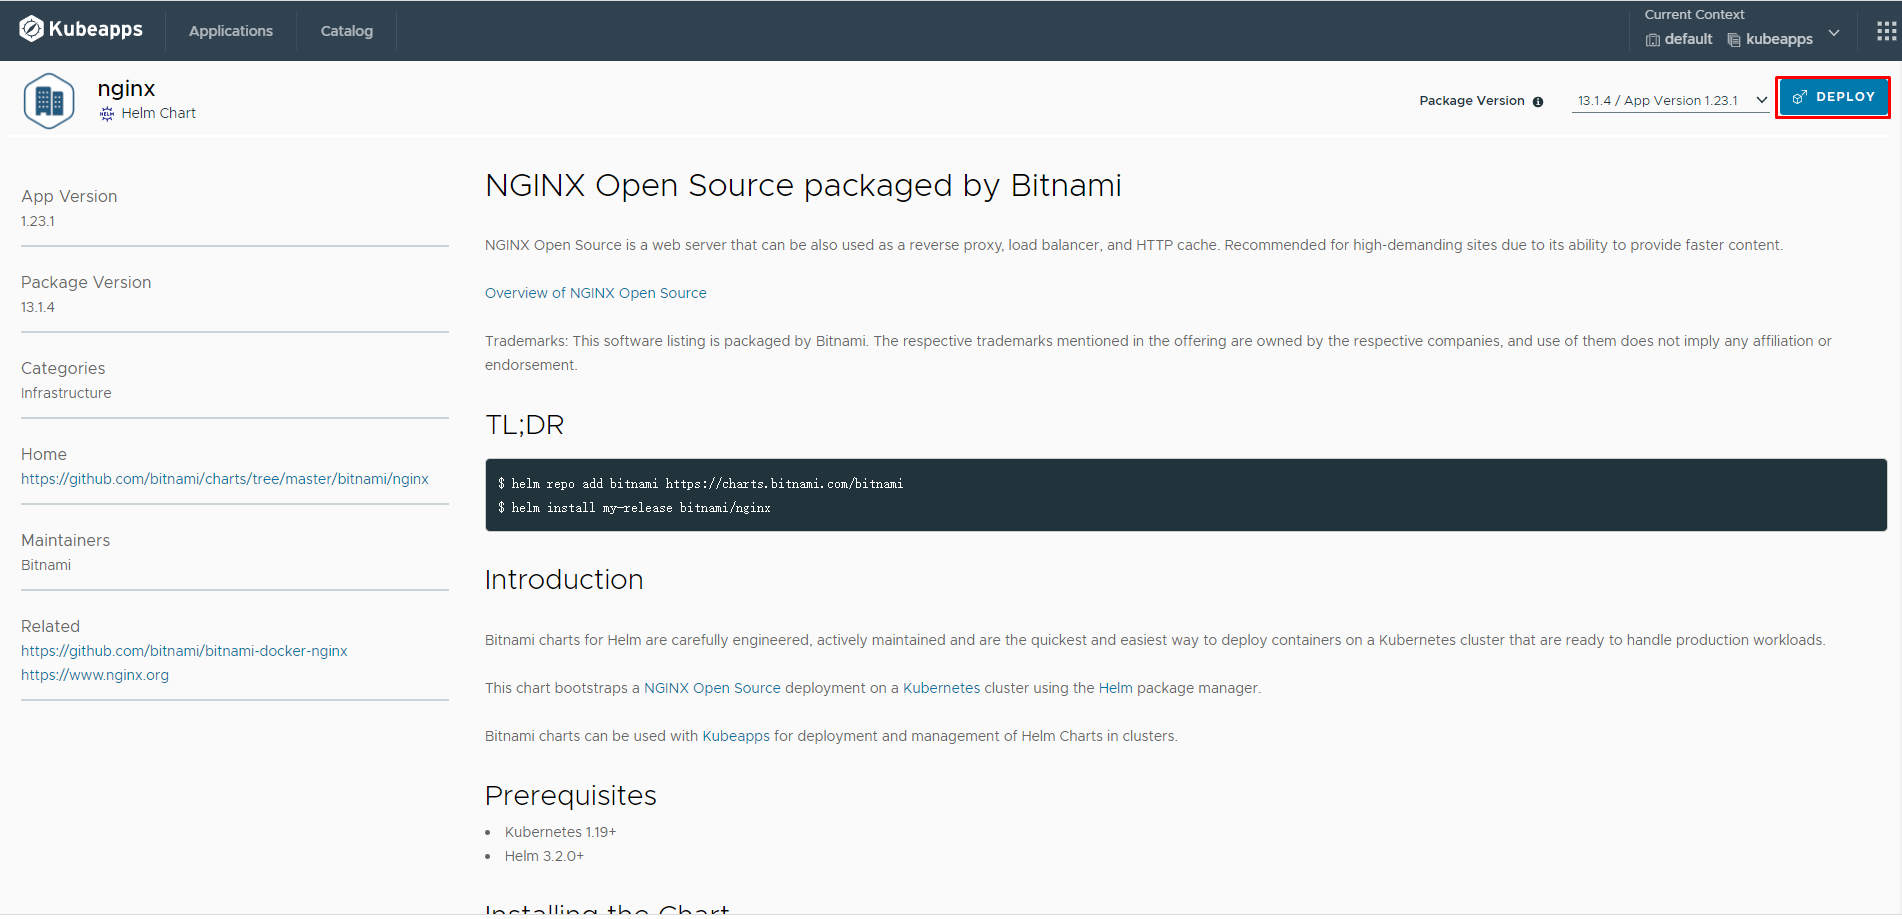 Kubeapps
Applications
Catalog
Current Context
default kubeapps
nginx
HELM Helm Chart
Package Version
13.1.4 / App Version 1.23.1
DEPLOY
App Version
1.23.1
Package Version
13.1.4
Categories
Infrastructure
Home
https://github.com/bitnami/charts/tree/master/bitnami/nginx
Maintainers
Bitnami
Related
https://github.com/bitnami/bitnami-docker-nginx
https://www.nginx.org
NGINX Open Source packaged by Bitnami
NGINX Open Source is a web server that can be also used as a reverse proxy, load balancer, and HTTP cache. Recommended for high-demanding sites due to its ability to provide faster content.
Overview of NGINX Open Source
Trademarks: This software listing is packaged by Bitnami. The respective trademarks mentioned in the offering are owned by the respective companies, and use of them does not imply any affiliation or
endorsement.
TL;DR
$ helm repo add bitnami https://charts.bitnami.com/bitnami
$ helm install my-release bitnami/nginx
Introduction
Bitnami charts for Helm are carefully engineered, actively maintained and are the quickest and easiest way to deploy containers on a Kubernetes cluster that are ready to handle production workloads.
This chart bootstraps a NGINX Open Source deployment on a Kubernetes cluster using the Helm package manager.
Bitnami charts can be used with Kubeapps for deployment and management of Helm Charts in clusters.
Prerequisites
• Kubernetes 1.19+
• Helm 3.2.0+
Installing the Chart